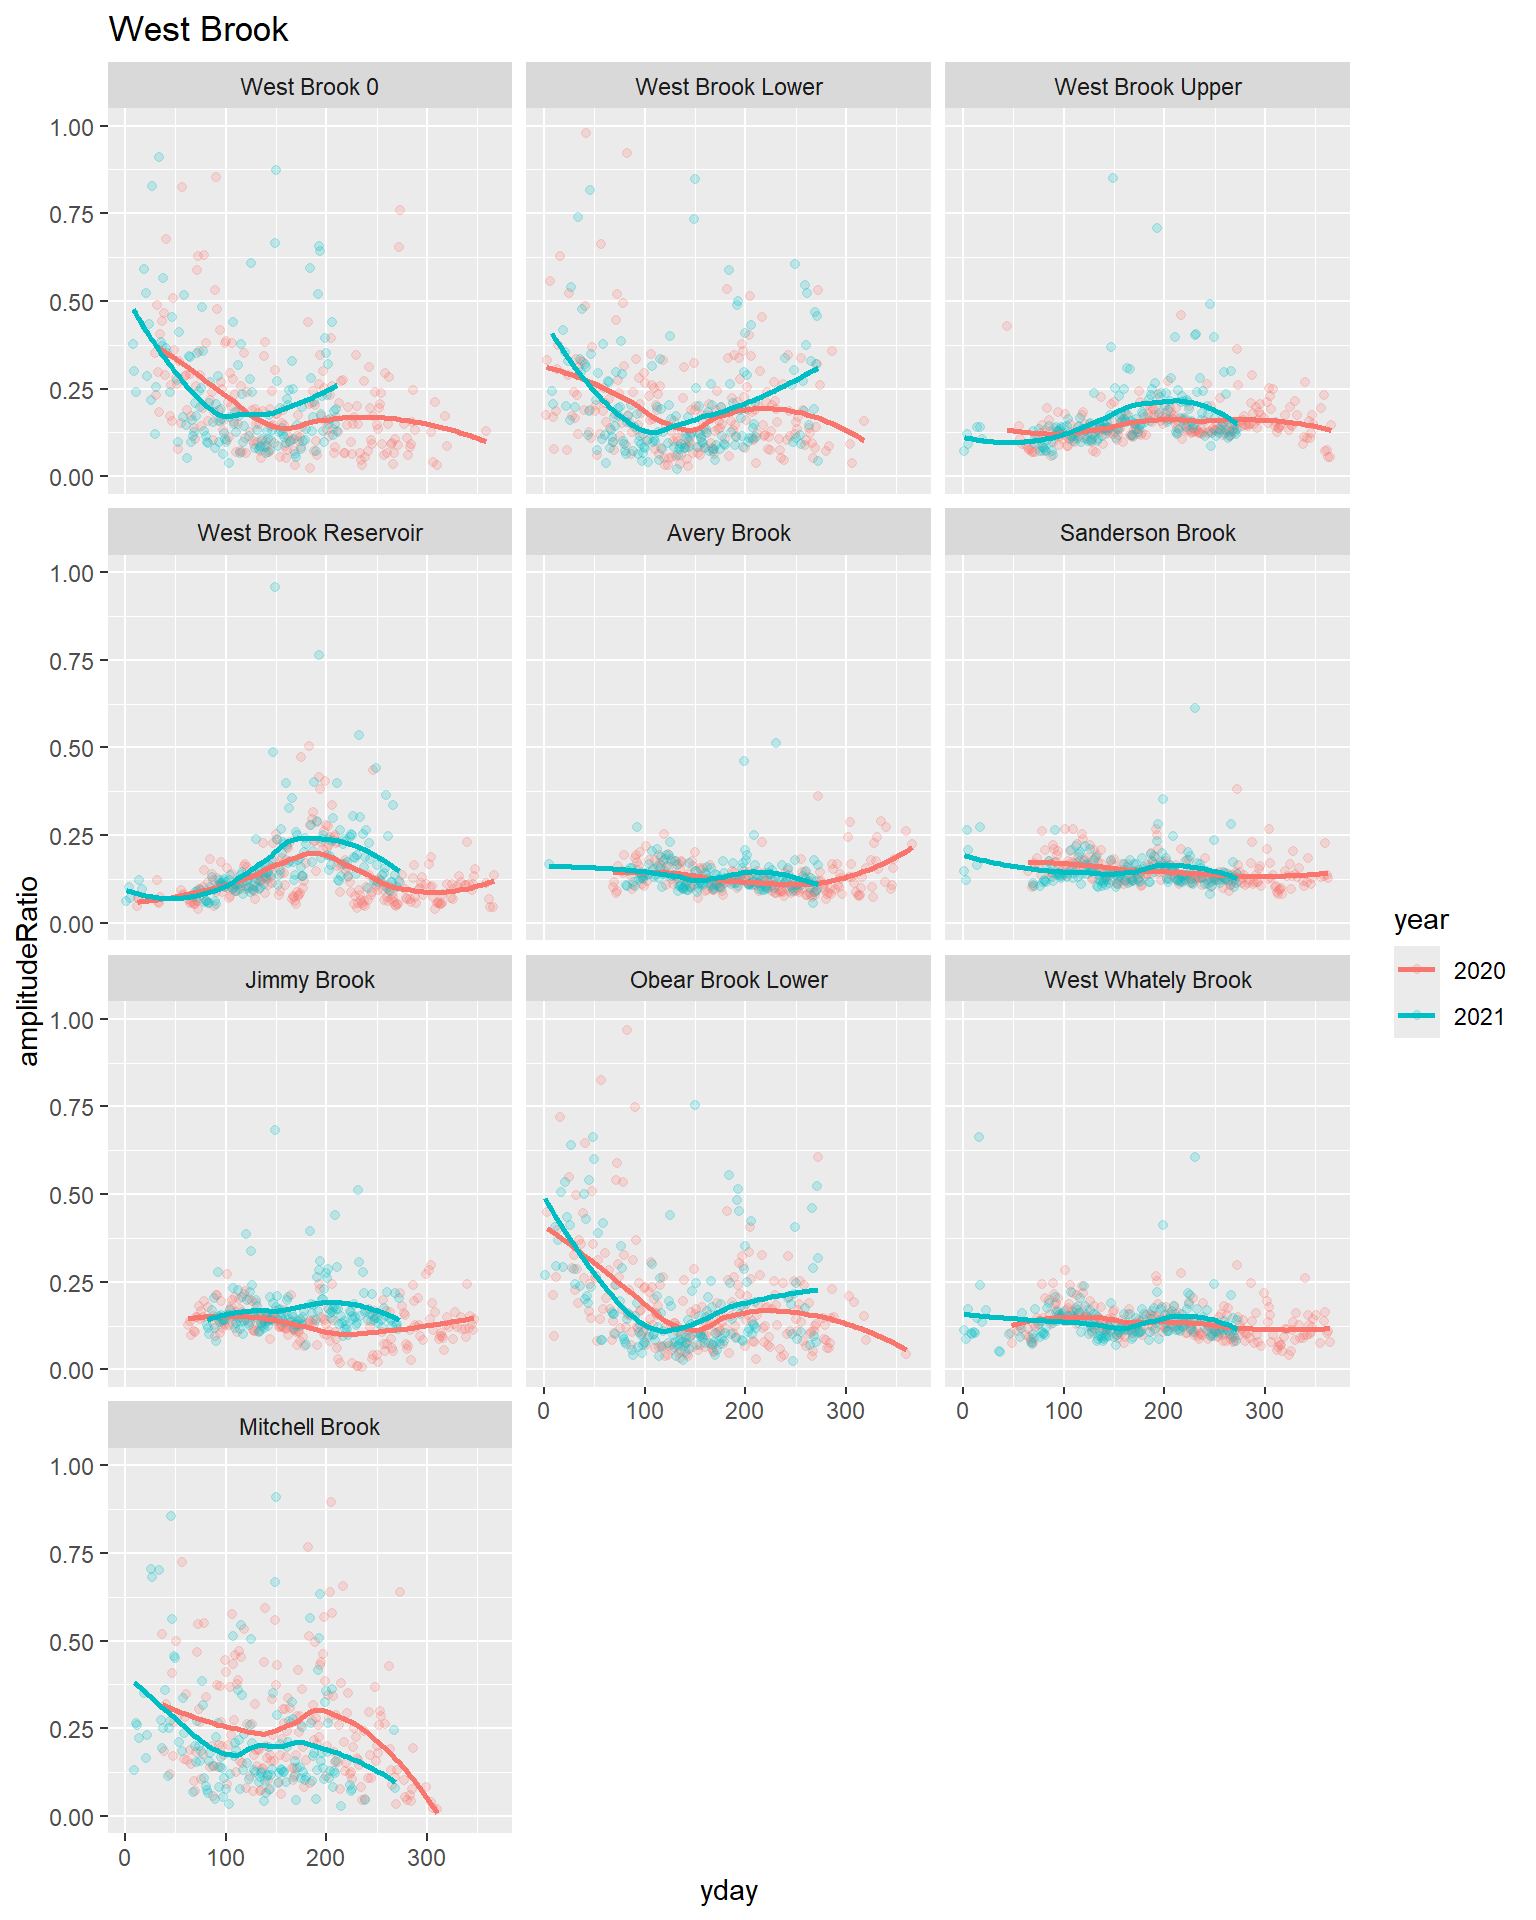 West Brook
West Brook 0
West Brook Lower
West Brook Upper
1.00
0.75
0.50
0.25
0.00
West Brook Reservoir
Avery Brook
Sanderson Brook
1.00
0.75
0.50
0.25
0.00
amplitudeRatio
year
2020
2021
Jimmy Brook
Obear Brook Lower
West Whately Brook
1.00
0.75
0.50
0.25
0.00
0 100 200 300
0 100 200 300
Mitchell Brook
1.00
0.75
0.50
0.25
0.00
0 100 200 300
yday